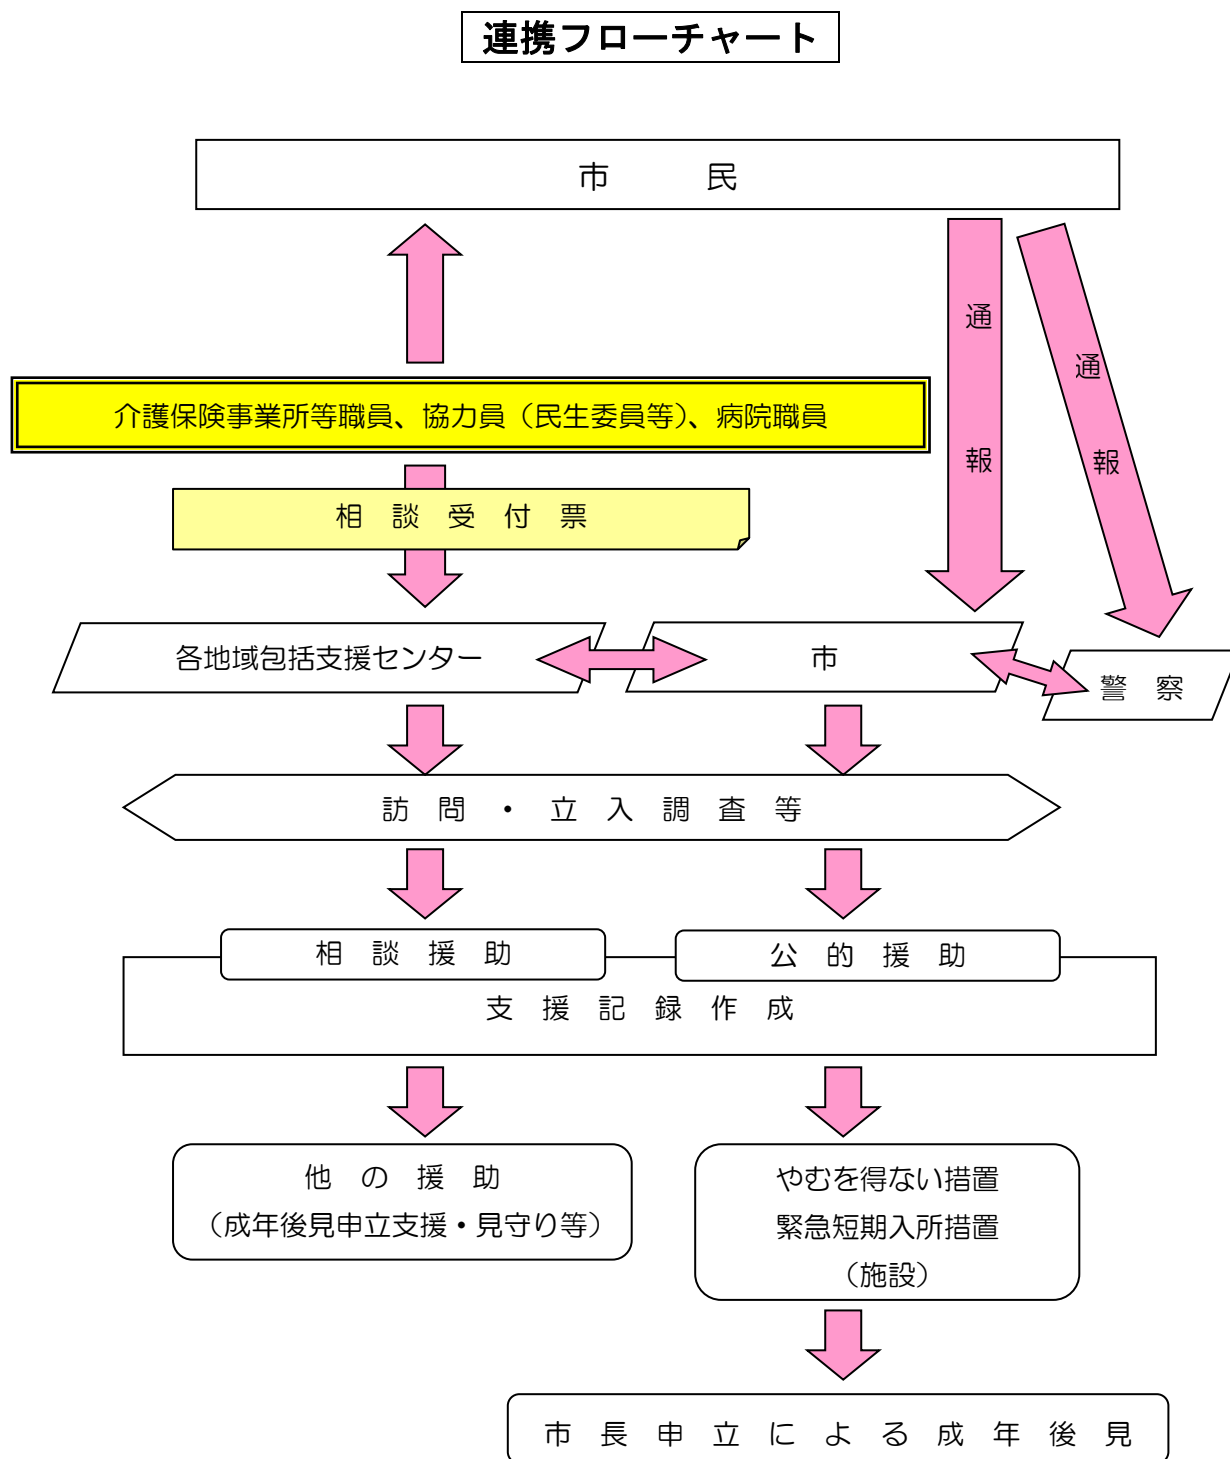 連携フローチャート
市　民
通報
通報
介護保険事業所等職員、協力員（民生委員等）、病院職員
相談受付票
各地域包括支援センター
市
警察
訪問・立入調査等
相談援助
公的援助
支援記録作成
他の援助
（成年後見申立支援・見守り等）
やむを得ない措置
緊急短期入所措置
（施設）
市長申立による成年後見